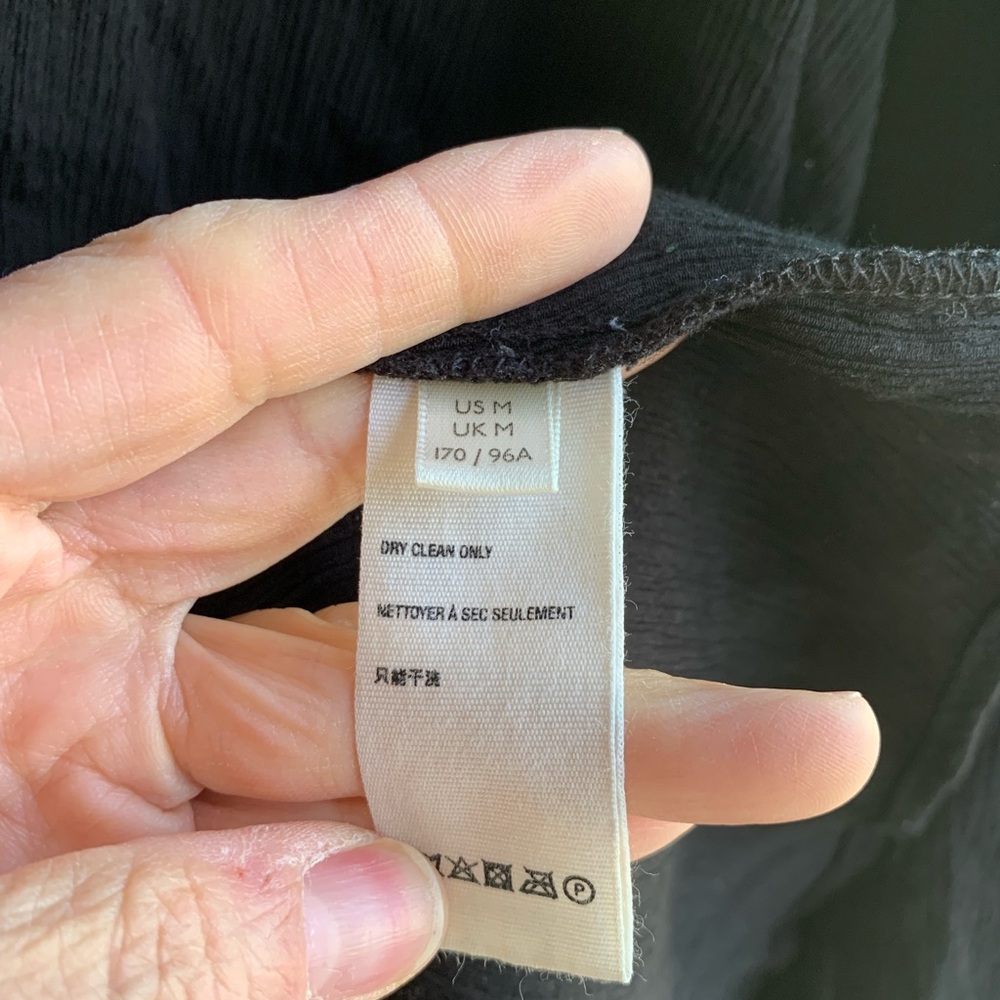 US M
UK M
170 / 96A
DRY CLEAN ONLY
NETTOYER À SEC SEULEMENT
只能干洗
P